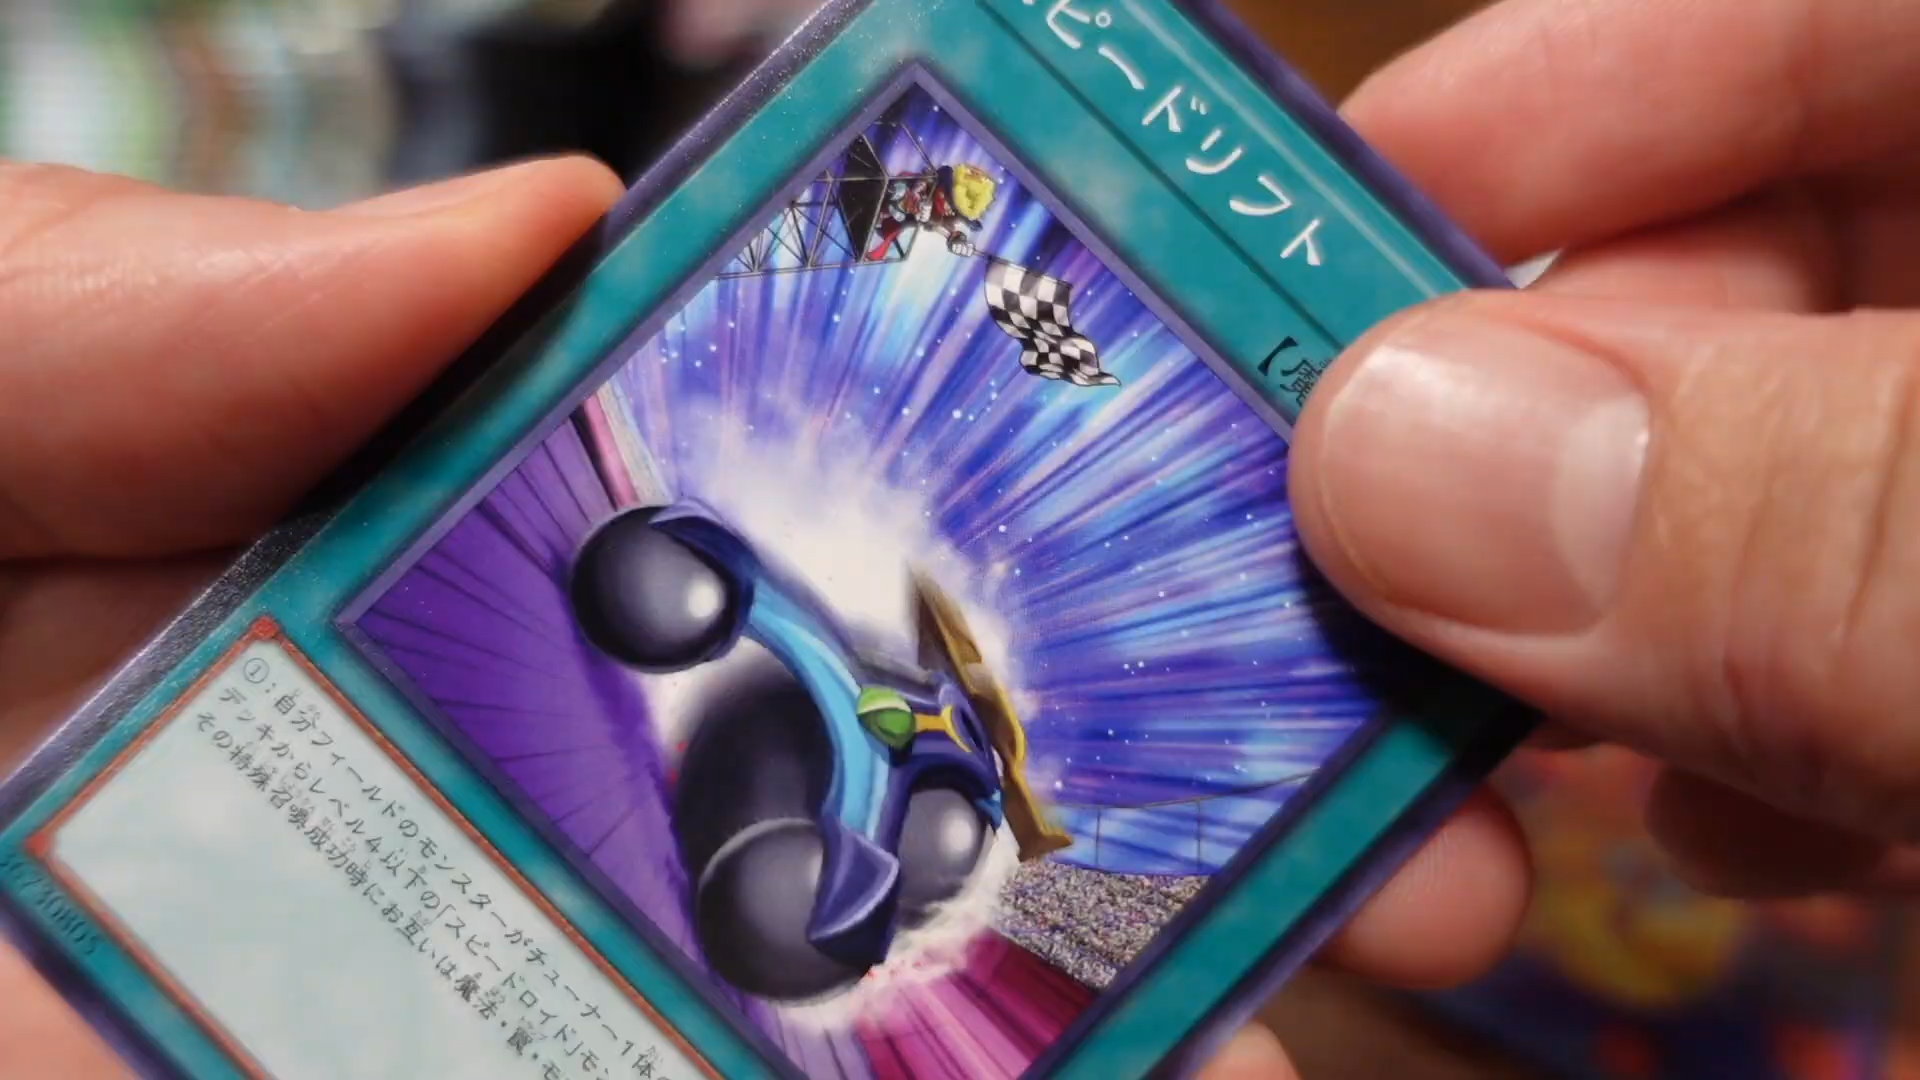 ピードリフト
【魔
①:自分フィールドのモンスターがチューナー1体の
デッキからレベル4以下の「スピードロイド」モン
その特殊召喚成功時にお互いは魔法・罠・モ